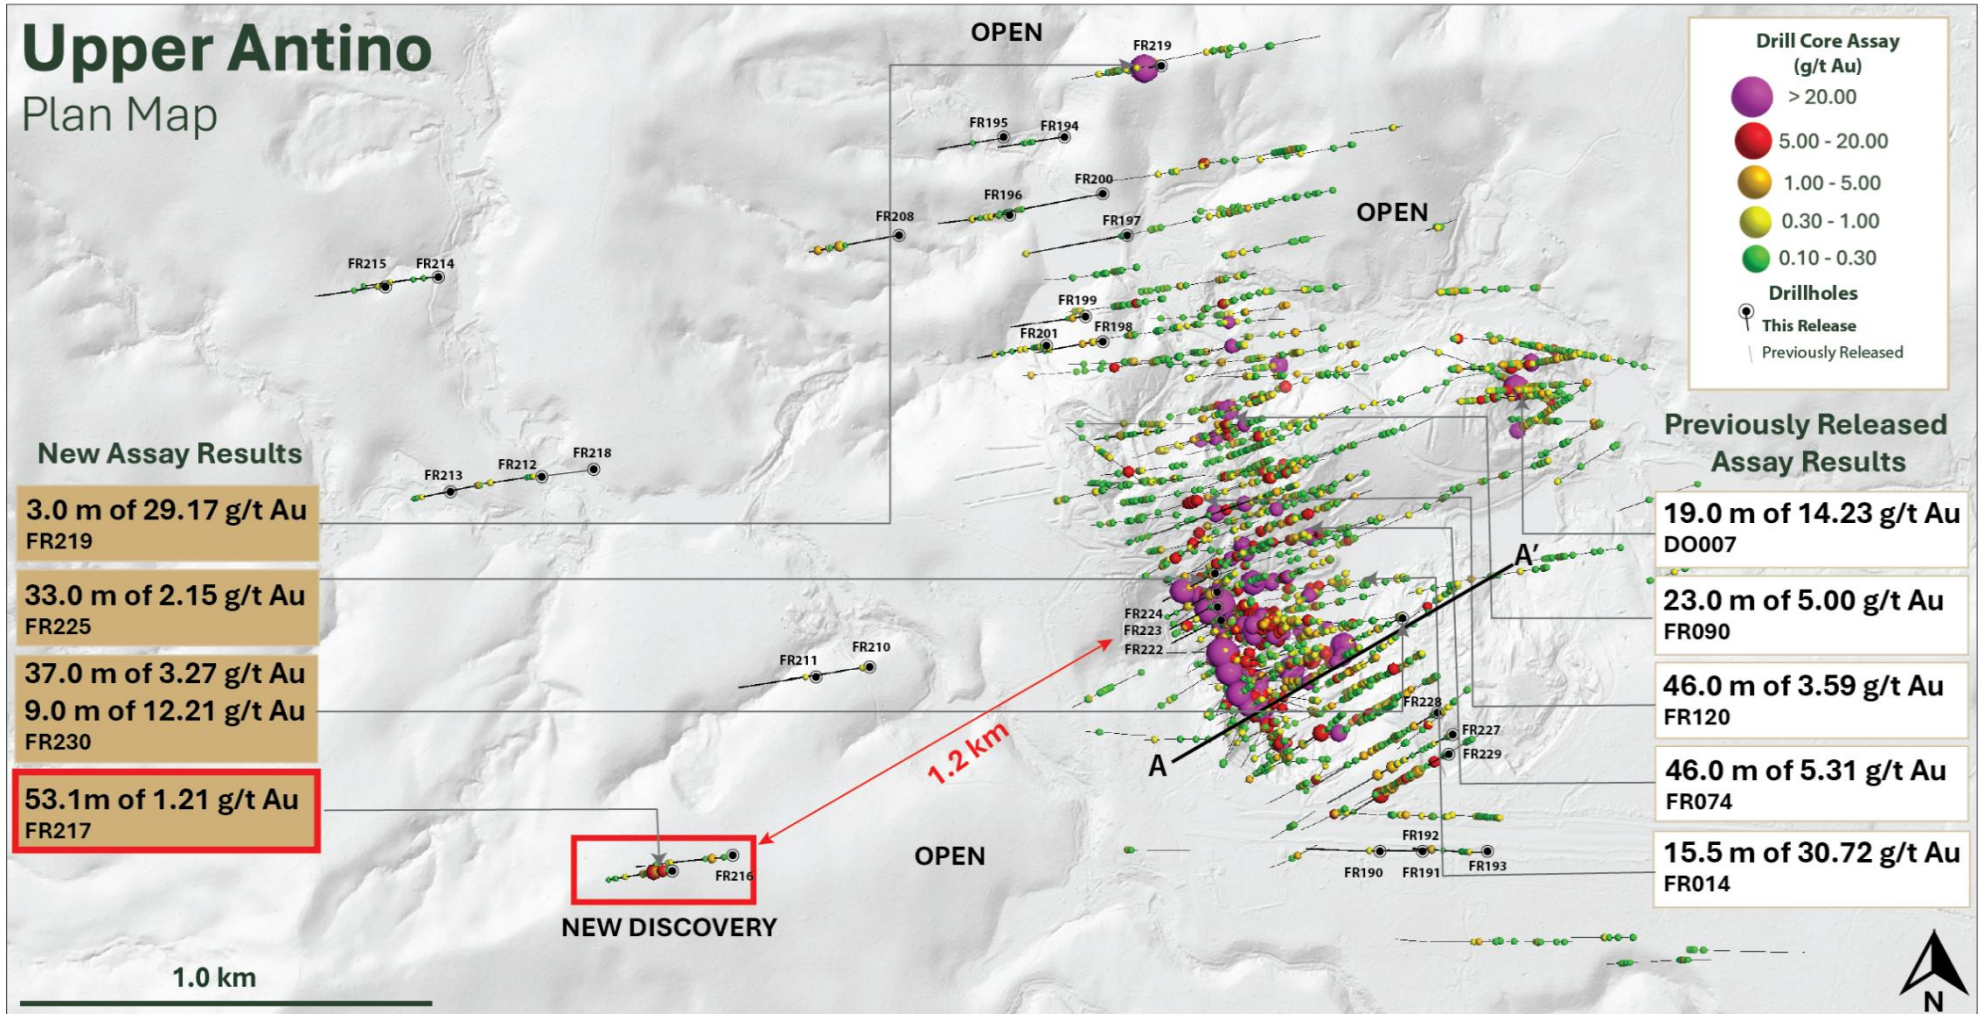 Upper Antino
Plan Map
OPEN
FR219
FR195
FR194
FR200
FR196
FR208
FR197
OPEN
FR215
FR214
FR199
FR201
FR198
FR218
FR212
FR213
Drill Core Assay
(g/t Au)
> 20.00
5.00 - 20.00
1.00 - 5.00
0.30 - 1.00
0.10 - 0.30
Drillholes
This Release
Previously Released
New Assay Results
3.0 m of 29.17 g/t Au
FR219
33.0 m of 2.15 g/t Au
FR225
37.0 m of 3.27 g/t Au
9.0 m of 12.21 g/t Au
FR230
53.1m of 1.21 g/t Au
FR217
Previously Released
Assay Results
19.0 m of 14.23 g/t Au
DO007
23.0 m of 5.00 g/t Au
FR090
46.0 m of 3.59 g/t Au
FR120
46.0 m of 5.31 g/t Au
FR074
15.5 m of 30.72 g/t Au
FR014
A'
FR224
FR223
FR222
FR211
FR210
1.2 km
A
FR228
FR227
FR229
FR192
FR190
FR191
FR193
FR216
OPEN
NEW DISCOVERY
1.0 km
N